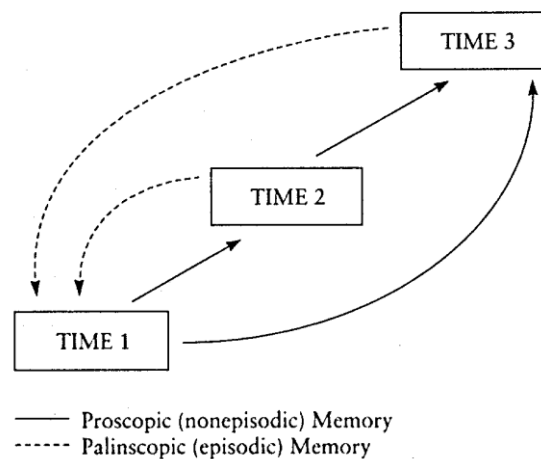 TIME 3
TIME 2
TIME 1
Proscopic (nonepisodic) Memory
Palinscopic (episodic) Memory